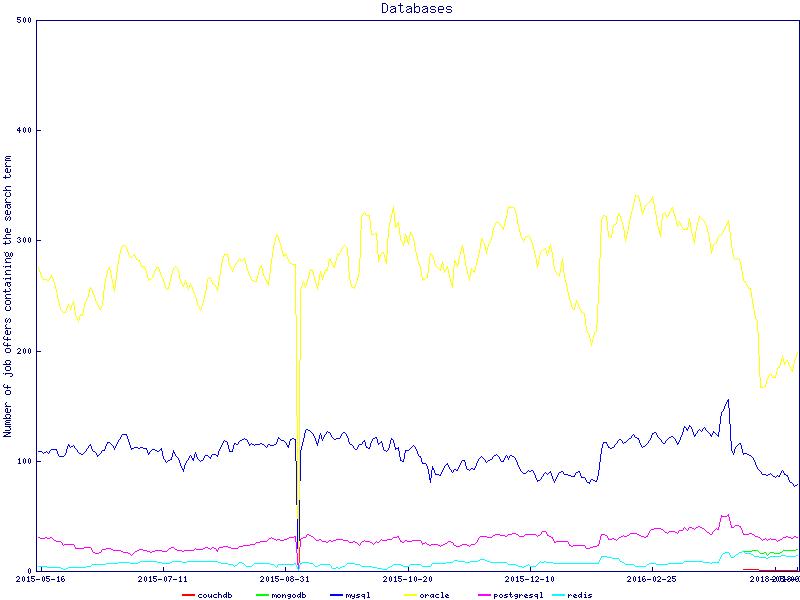 Databases
Number of job offers containing the search term
500
400
300
200
100
0
2015-05-16 2015-07-11 2015-08-31 2015-10-20 2015-12-10 2016-02-25
couchdb mongodb mysql oracle postgresql redis